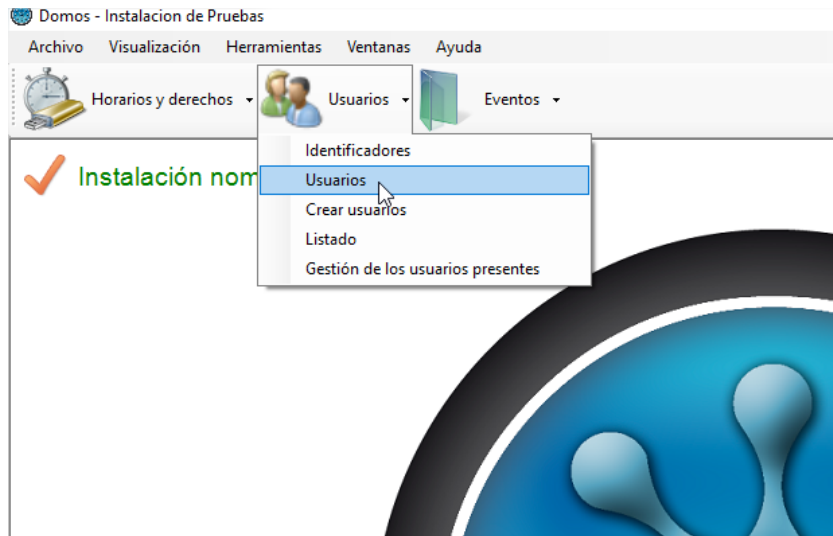 Domos - Instalacion de Pruebas
Archivo Visualización Herramientas Ventanas Ayuda
Horarios y derechos Usuarios Eventos
Identificadores
Instalación nom
Usuarios
Crear usuarios
Listado
Gestión de los usuarios presentes